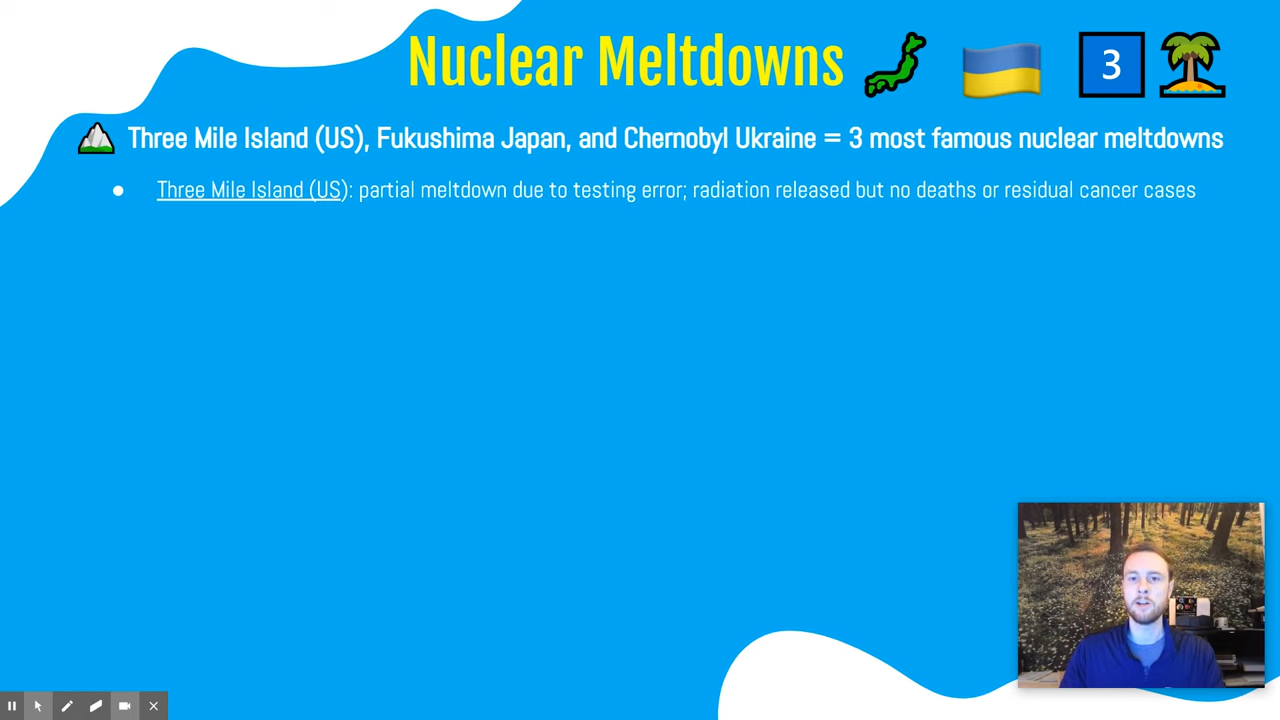 Nuclear Meltdowns
3
Three Mile Island (US), Fukushima Japan, and Chernobyl Ukraine = 3 most famous nuclear meltdowns
● Three Mile Island (US): partial meltdown due to testing error; radiation released but no deaths or residual cancer cases